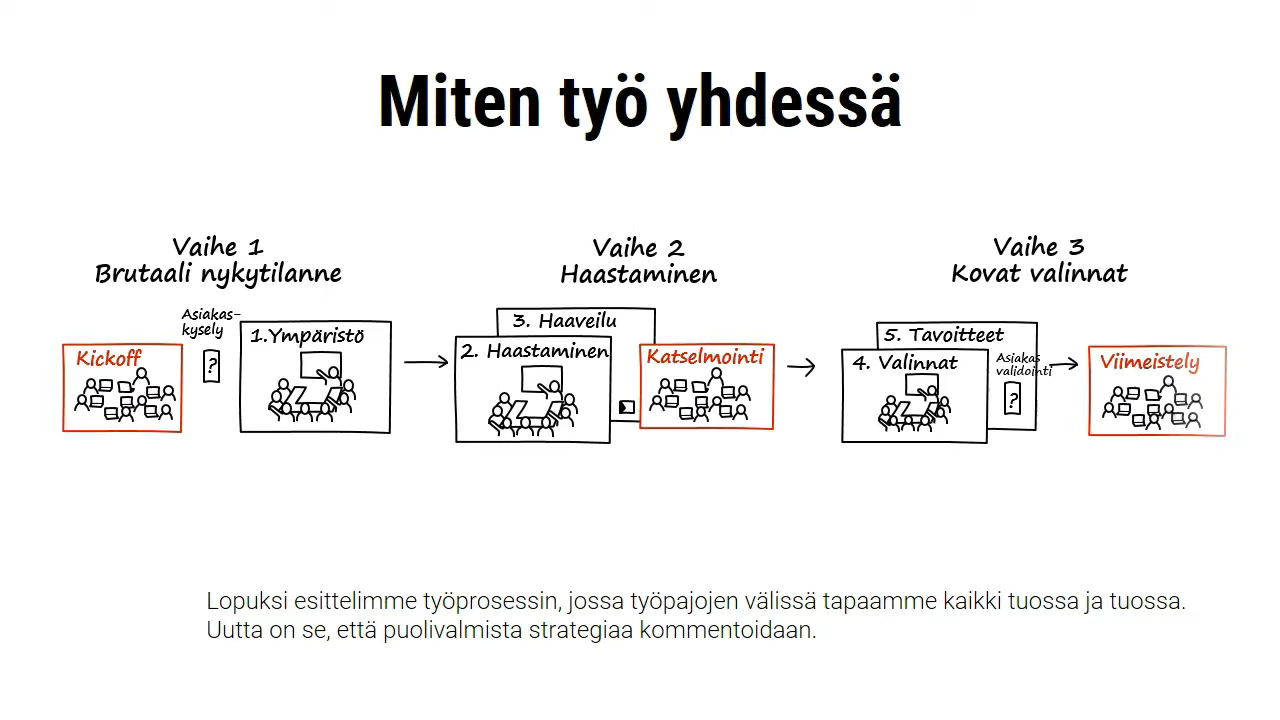 Miten työ yhdessä
Vaihe 1
Brutaali nykytilanne
Vaihe 2
Haastaminen
Vaihe 3
Kovat valinnat
Kickoff
Asiakas-
kysely
?
1.Ympäristö
3. Haaveilu
2. Haastaminen
Katselmointi
5. Tavoitteet
4. Valinnat
Asiakas
validointi
?
Viimeistely
Lopuksi esittelimme työprosessin, jossa työpajojen välissä tapaamme kaikki tuossa ja tuossa.
Uutta on se, että puolivalmista strategiaa kommentoidaan.